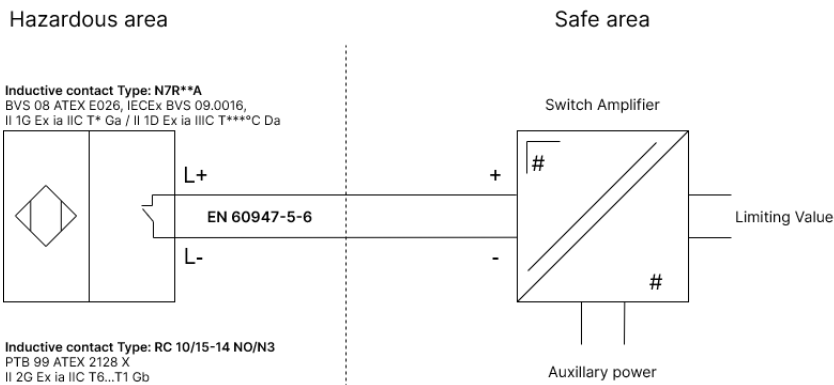 Hazardous area
Safe area
Inductive contact Type: N7R**A
BVS 08 ATEX E026, IECEx BVS 09.0016,
II 1G Ex ia IIC T* Ga / II 1D Ex ia IIIC T***°C Da
Switch Amplifier
#
L+
+
EN 60947-5-6
Limiting Value
L-
-
#
Inductive contact Type: RC 10/15-14 NO/N3
PTB 99 ATEX 2128 X
II 2G Ex ia IIC T6...T1 Gb
Auxillary power